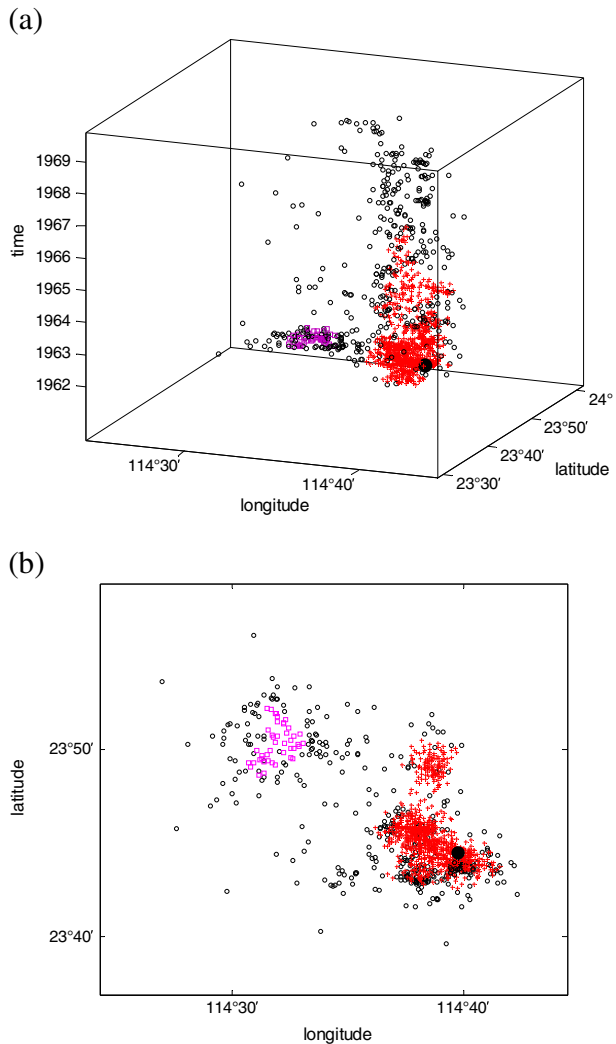 (a)
1969
1968
1967
1966
1965
1964
1963
1962
time
114°30′
114°40′
longitude
23°30′
23°40′
23°50′
24°
latitude
(b)
23°50′
23°40′
latitude
114°30′
114°40′
longitude